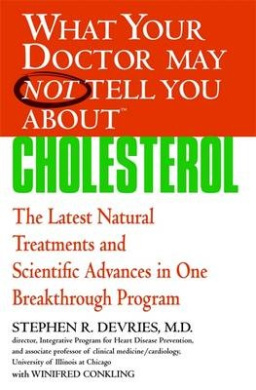 WHAT YOUR
DOCTOR MAY
NOT TELL YOU
ABOUT™
CHOLESTEROL
The Latest Natural
Treatments and
Scientific Advances in One
Breakthrough Program
STEPHEN R. DEVRIES, M.D.
director, Integrative Program for Heart Disease Prevention,
and associate professor of clinical medicine/cardiology,
University of Illinois at Chicago
with WINIFRED CONKLING